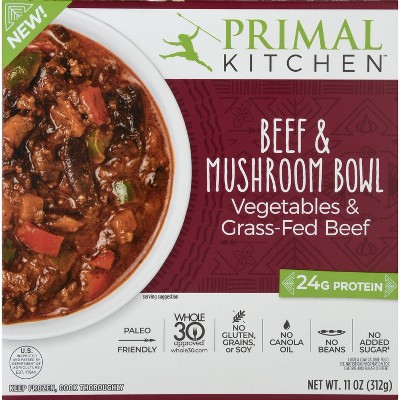 NEW!
PRIMAL
KITCHEN™
BEEF &
MUSHROOM BOWL
Vegetables &
Grass-Fed Beef
24G PROTEIN
serving suggestion
PALEO
FRIENDLY
WHOLE
30
approved
whole30.com
NO
GLUTEN,
GRAINS,
or SOY
NO
CANOLA
OIL
NO
BEANS
NO
ADDED
SUGAR†
U.S.
INSPECTED
AND PASSED BY
DEPARTMENT OF
AGRICULTURE
KEEP FROZEN, COOK THOROUGHLY
NET WT. 11 OZ (312g)